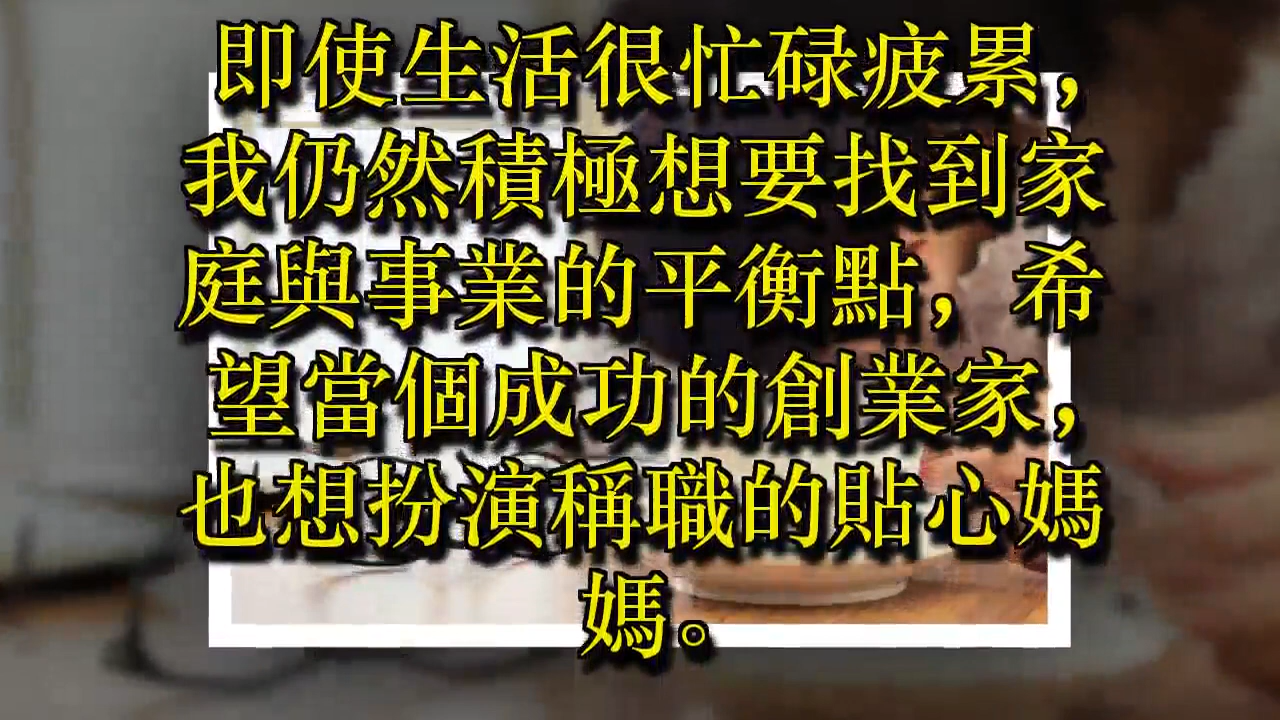 即使生活很忙碌疲累，
我仍然積極想要找到家
庭與事業的平衡點，希
望當個成功的創業家，
也想扮演稱職的貼心媽
媽。